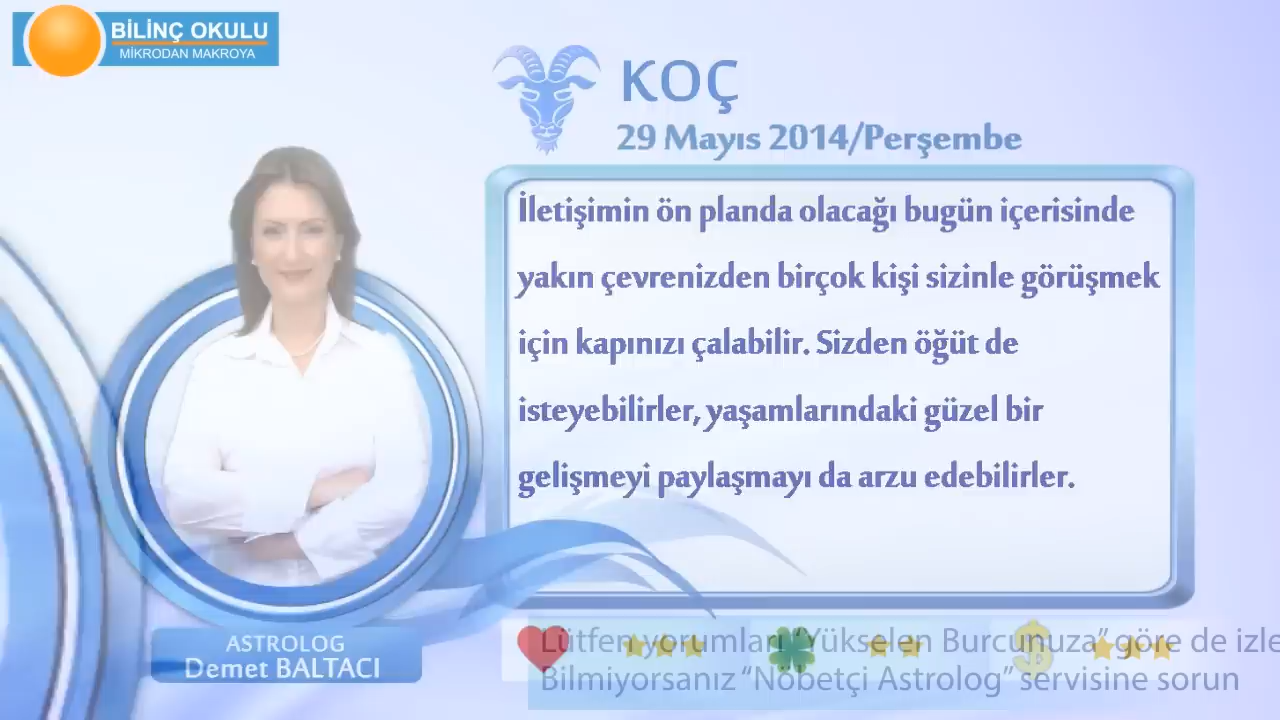 BİLİNÇ OKULU
MİKRODAN MAKROYA
KOÇ
29 Mayıs 2014/Perşembe
İletişimin ön planda olacağı bugün içerisinde
yakın çevrenizden birçok kişi sizinle görüşmek
için kapınızı çalabilir. Sizden öğüt de
isteyebilirler, yaşamlarındaki güzel bir
gelişmeyi paylaşmayı da arzu edebilirler.
ASTROLOG
Demet BALTACI
Lütfen yorumları "Yükselen Burcunuza" göre de izle
Bilmiyorsanız "Nöbetçi Astrolog" servisine sorun